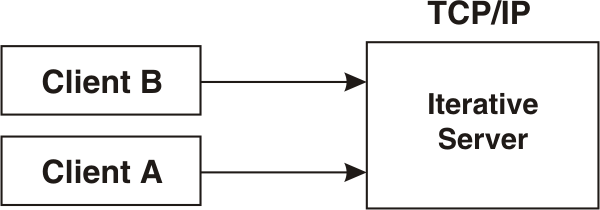 TCP/IP
Client B
Iterative
Server
Client A